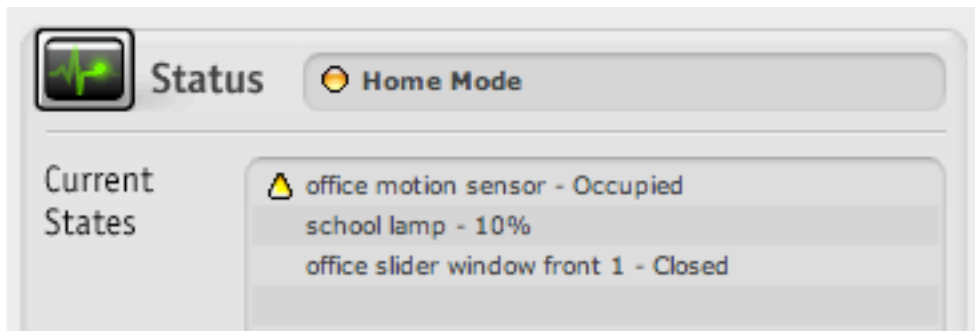 Status
Home Mode
Current
States
office motion sensor - Occupied
school lamp - 10%
office slider window front 1 - Closed